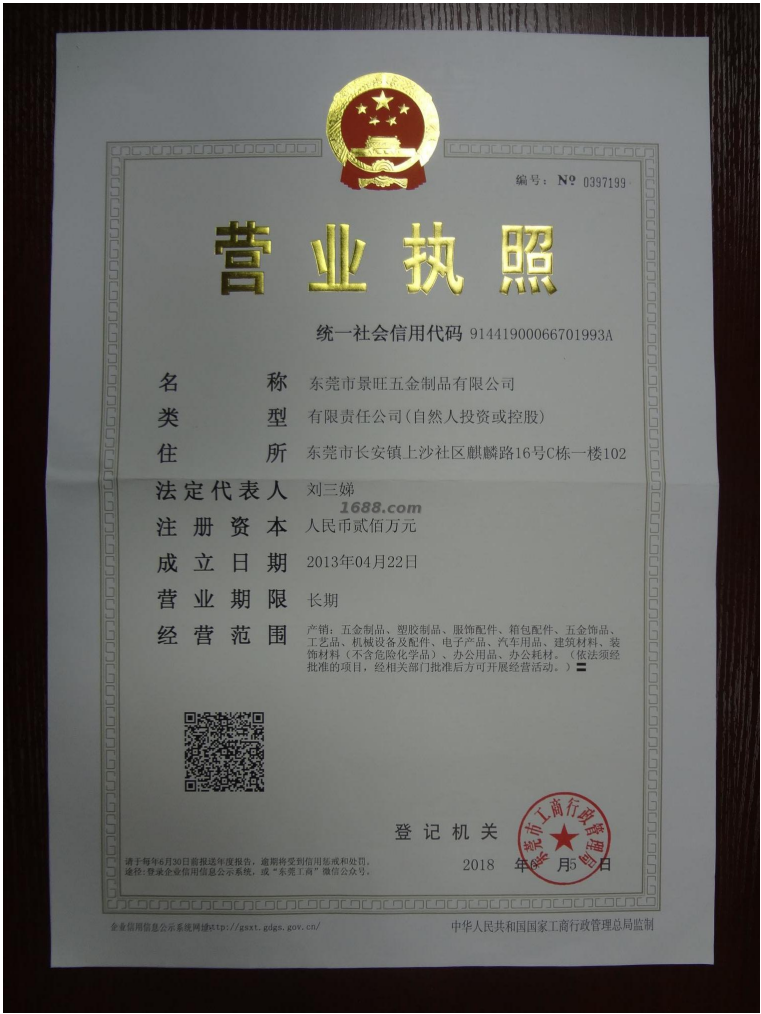 编号： No 0397199
营业执照
统一社会信用代码 91441900066701993A
名称 东莞市景旺五金制品有限公司
类型 有限责任公司(自然人投资或控股)
住所 东莞市长安镇上沙社区麒麟路16号C栋一楼102
法定代表人 刘三娣
1688.com
注册资本 人民币贰佰万元
成立日期 2013年04月22日
营业期限 长期
经营范围 产销：五金制品、塑胶制品、服饰配件、箱包配件、五金饰品、
工艺品、机械设备及配件、电子产品、汽车用品、建筑材料、装
饰材料（不含危险化学品）、办公用品、办公耗材。（依法须经
批准的项目，经相关部门批准后方可开展经营活动。）〓
东莞市工商行政管理局
登记机关
2018 年 月 5 日
请于每年6月30日前报送年度报告，逾期将受到信用惩戒和处罚。
途径：登录企业信用信息公示系统，或“东莞工商”微信公众号。
企业信用信息公示系统网址http://gsxt.gdgs.gov.cn/
中华人民共和国国家工商行政管理总局监制